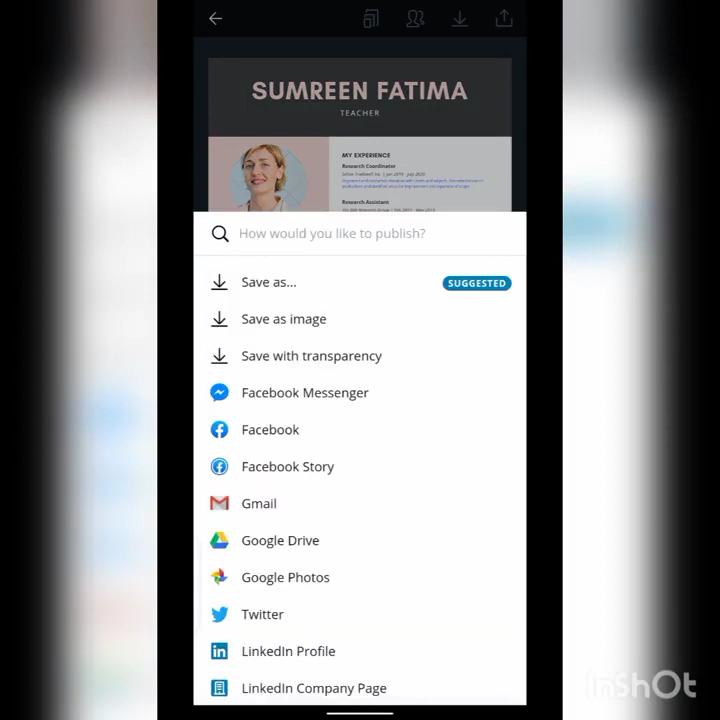 SUMREEN FATIMA
TEACHER
MY EXPERIENCE
Research Coordinator
Research Assistant
How would you like to publish?
Save as...
SUGGESTED
Save as image
Save with transparency
Facebook Messenger
Facebook
Facebook Story
Gmail
Google Drive
Google Photos
Twitter
LinkedIn Profile
LinkedIn Company Page
InShOt